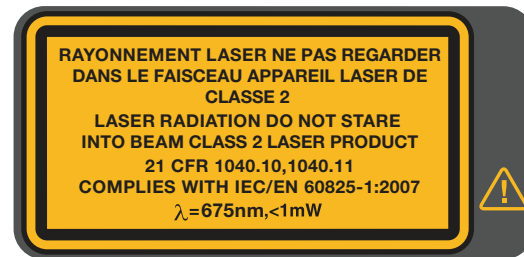 RAYONNEMENT LASER NE PAS REGARDER
DANS LE FAISCEAU APPAREIL LASER DE
CLASSE 2
LASER RADIATION DO NOT STARE
INTO BEAM CLASS 2 LASER PRODUCT
21 CFR 1040.10,1040.11
COMPLIES WITH IEC/EN 60825-1:2007
λ=675nm,<1mW